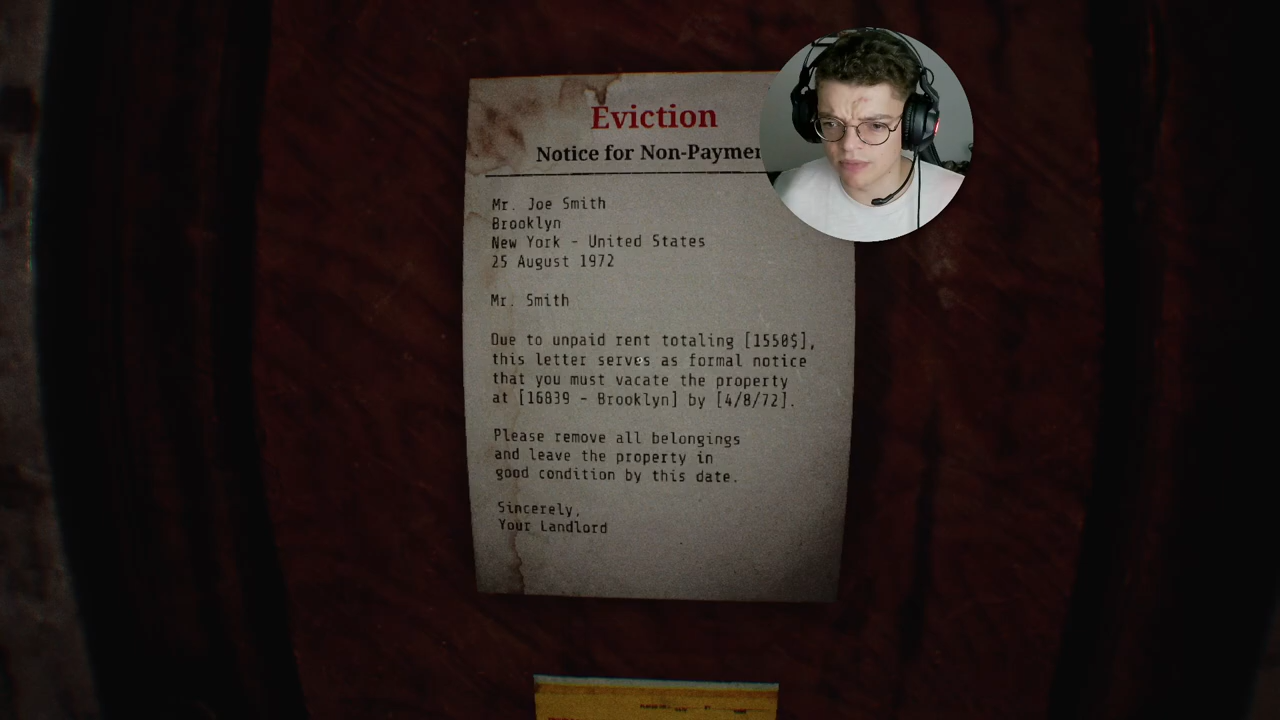 Eviction
Notice for Non-Paymen
Mr. Joe Smith
Brooklyn
New York - United States
25 August 1972
Mr. Smith
Due to unpaid rent totaling [1550$],
this letter serves as formal notice
that you must vacate the property
at [16839 - Brooklyn] by [4/8/72].
Please remove all belongings
and leave the property in
good condition by this date.
Sincerely,
Your Landlord